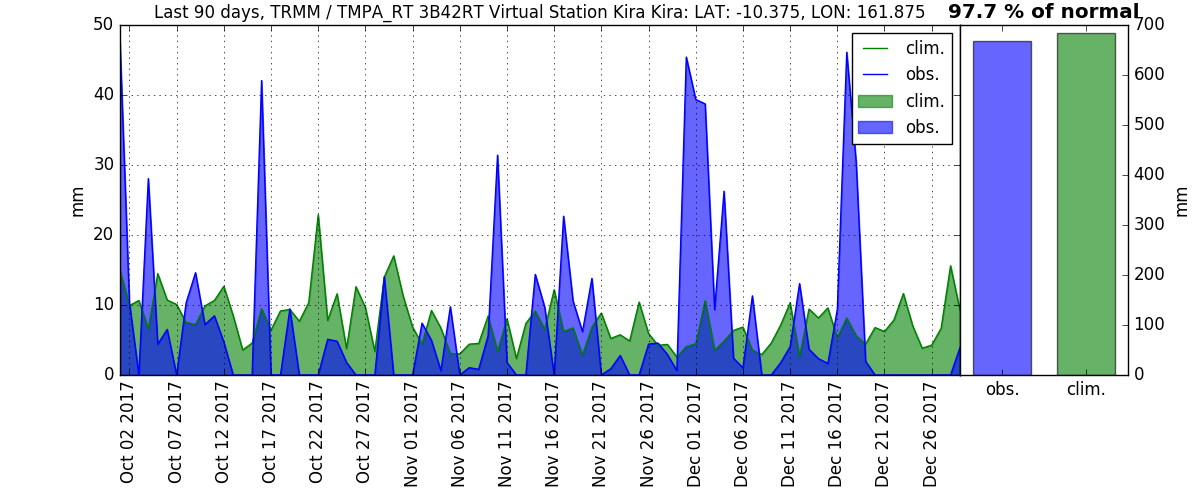 Last 90 days, TRMM / TMPA_RT 3B42RT Virtual Station Kira Kira: LAT: -10.375, LON: 161.875
97.7 % of normal
50
40
30
20
10
0
mm
clim.
obs.
clim.
obs.
700
600
500
400
300
200
100
0
mm
obs.
clim.
Oct 02 2017
Oct 07 2017
Oct 12 2017
Oct 17 2017
Oct 22 2017
Oct 27 2017
Nov 01 2017
Nov 06 2017
Nov 11 2017
Nov 16 2017
Nov 21 2017
Nov 26 2017
Dec 01 2017
Dec 06 2017
Dec 11 2017
Dec 16 2017
Dec 21 2017
Dec 26 2017